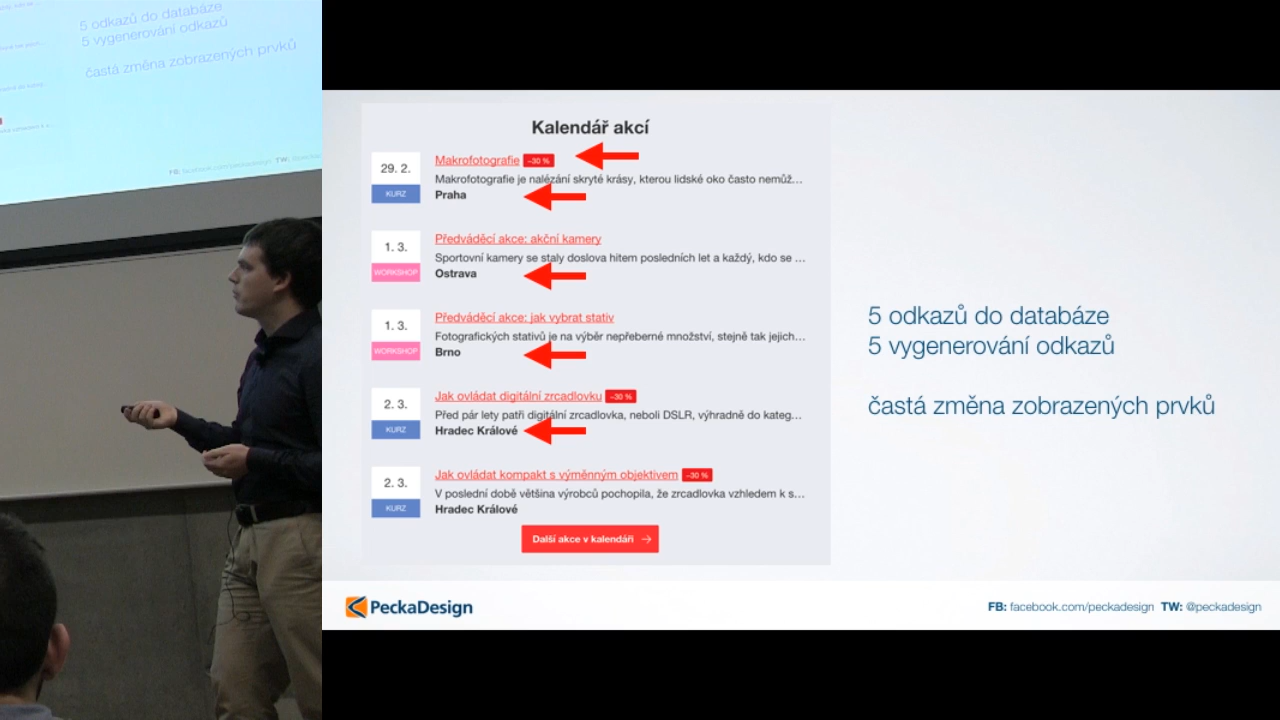 5 odkazů do databáze
5 vygenerování odkazů
častá změna zobrazených prvků
FB: facebook.com/peckadesign TW:
Kalendář akcí
29. 2.
KURZ
Makrofotografie -30 %
Makrofotografie je nalézání skryté krásy, kterou lidské oko často nemůž...
Praha
1. 3.
WORKSHOP
Předváděcí akce: akční kamery
Sportovní kamery se staly doslova hitem posledních let a každý, kdo se ...
Ostrava
1. 3.
WORKSHOP
Předváděcí akce: jak vybrat stativ
Fotografických stativů je na výběr nepřeberné množství, stejně tak jejich...
Brno
2. 3.
KURZ
Jak ovládat digitální zrcadlovku -30 %
Před pár lety patři digitální zrcadlovka, neboli DSLR, výhradně do kateg...
Hradec Králové
2. 3.
KURZ
Jak ovládat kompakt s výměnným objektivem -30 %
V poslední době většina výrobců pochopila, že zrcadlovka vzhledem k s...
Hradec Králové
Další akce v kalendáři →
5 odkazů do databáze
5 vygenerování odkazů
častá změna zobrazených prvků
PeckaDesign
FB: facebook.com/peckadesign TW: @peckadesign